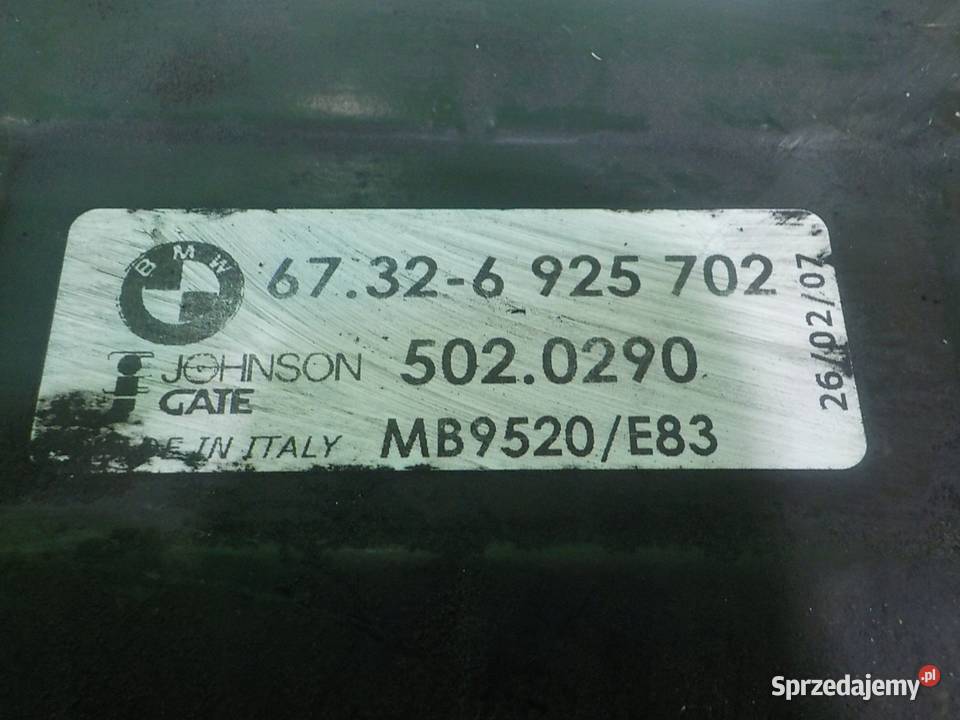 BMW 67.32-6 925 702
JOHNSON 502.0290
GATE
IN ITALY MB9520/E83
26/02/07
Sprzedajemy.pl